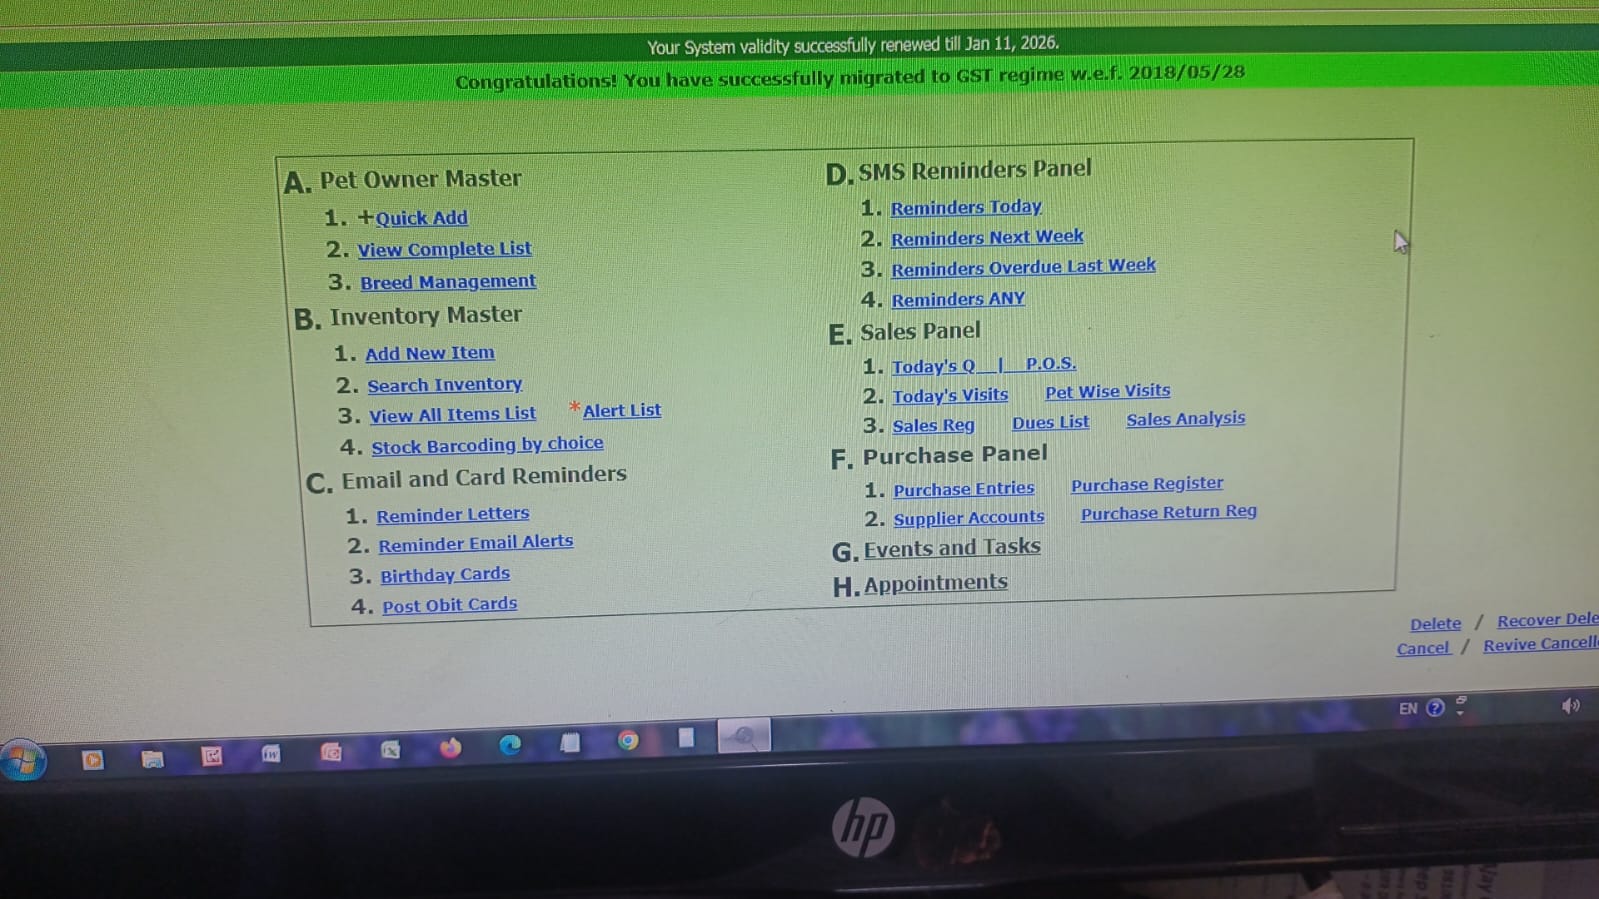 Your System validity successfully renewed till Jan 11, 2026.
Congratulations! You have successfully migrated to GST regime w.e.f. 2018/05/28
A. Pet Owner Master
1. +Quick Add
2. View Complete List
3. Breed Management
B. Inventory Master
1. Add New Item
2. Search Inventory
3. View All Items List *Alert List
4. Stock Barcoding by choice
C. Email and Card Reminders
1. Reminder Letters
2. Reminder Email Alerts
3. Birthday Cards
4. Post Obit Cards
D. SMS Reminders Panel
1. Reminders Today
2. Reminders Next Week
3. Reminders Overdue Last Week
4. Reminders ANY
E. Sales Panel
1. Today's Q | P.O.S.
2. Today's Visits Pet Wise Visits
3. Sales Reg Dues List Sales Analysis
F. Purchase Panel
1. Purchase Entries Purchase Register
2. Supplier Accounts Purchase Return Reg
G. Events and Tasks
H. Appointments
Delete / Recover Dele
Cancel / Revive Cancell
EN
hp